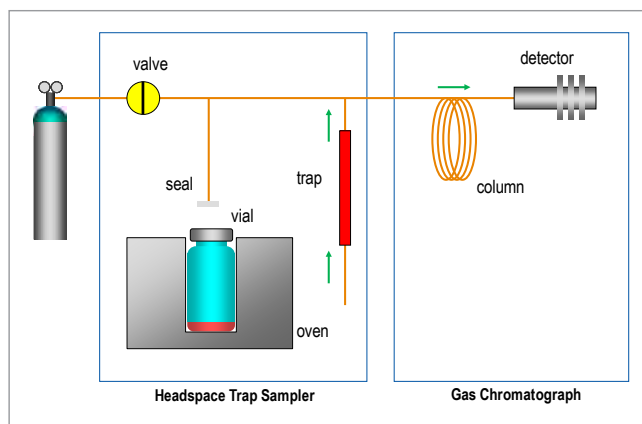 valve
detector
trap
seal
column
vial
oven
Headspace Trap Sampler
Gas Chromatograph